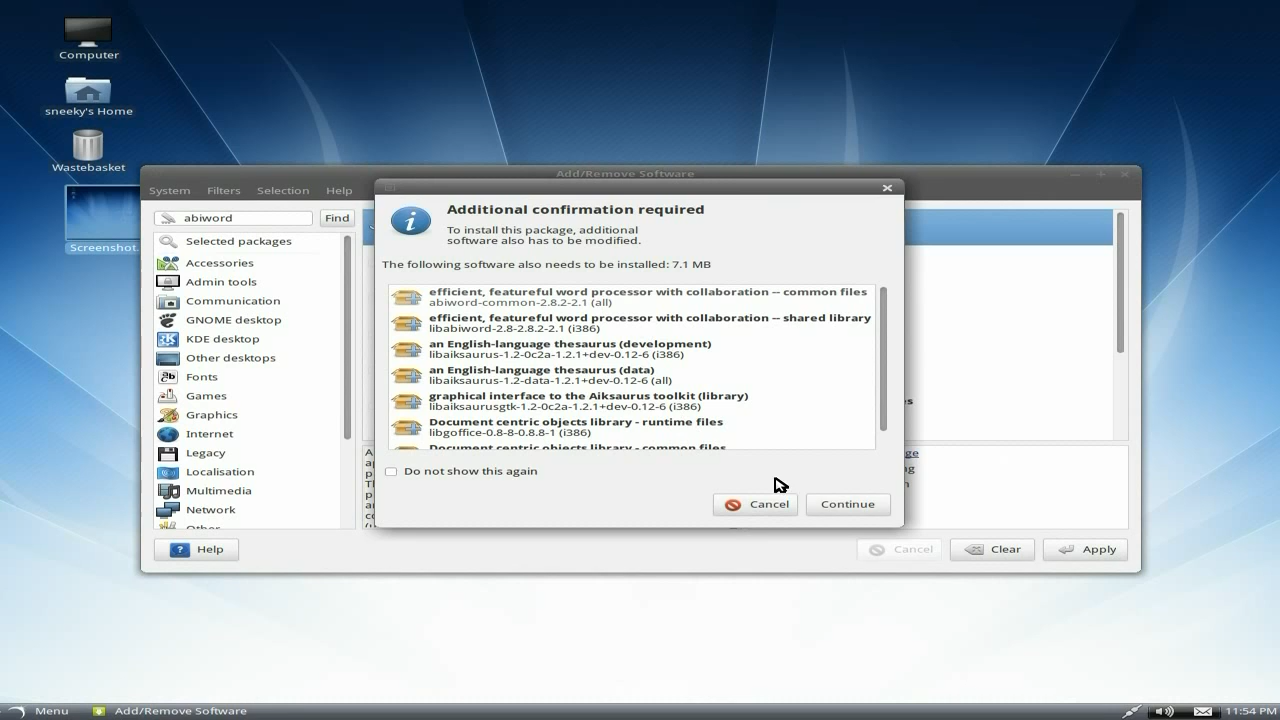 Computer
sneeky's Home
Wastebasket
Screenshot.
Add/Remove Software
System Filters Selection Help
abiword Find
Selected packages
Accessories
Admin tools
Communication
GNOME desktop
KDE desktop
Other desktops
Fonts
Games
Graphics
Internet
Legacy
Localisation
Multimedia
Network
Other
Additional confirmation required
To install this package, additional
software also has to be modified.
The following software also needs to be installed: 7.1 MB
efficient, featureful word processor with collaboration -- common files
abiword-common-2.8.2-2.1 (all)
efficient, featureful word processor with collaboration -- shared library
libabiword-2.8-2.8.2-2.1 (i386)
an English-language thesaurus (development)
libaiksaurus-1.2-0c2a-1.2.1+dev-0.12-6 (i386)
an English-language thesaurus (data)
libaiksaurus-1.2-data-1.2.1+dev-0.12-6 (all)
graphical interface to the Aiksaurus toolkit (library)
libaiksaurusgtk-1.2-0c2a-1.2.1+dev-0.12-6 (i386)
Document centric objects library - runtime files
libgoffice-0.8-8-0.8.8-1 (i386)
Document centric objects library - common files
Do not show this again
Cancel Continue
Help
Cancel Clear Apply
Menu Add/Remove Software 11:54 PM